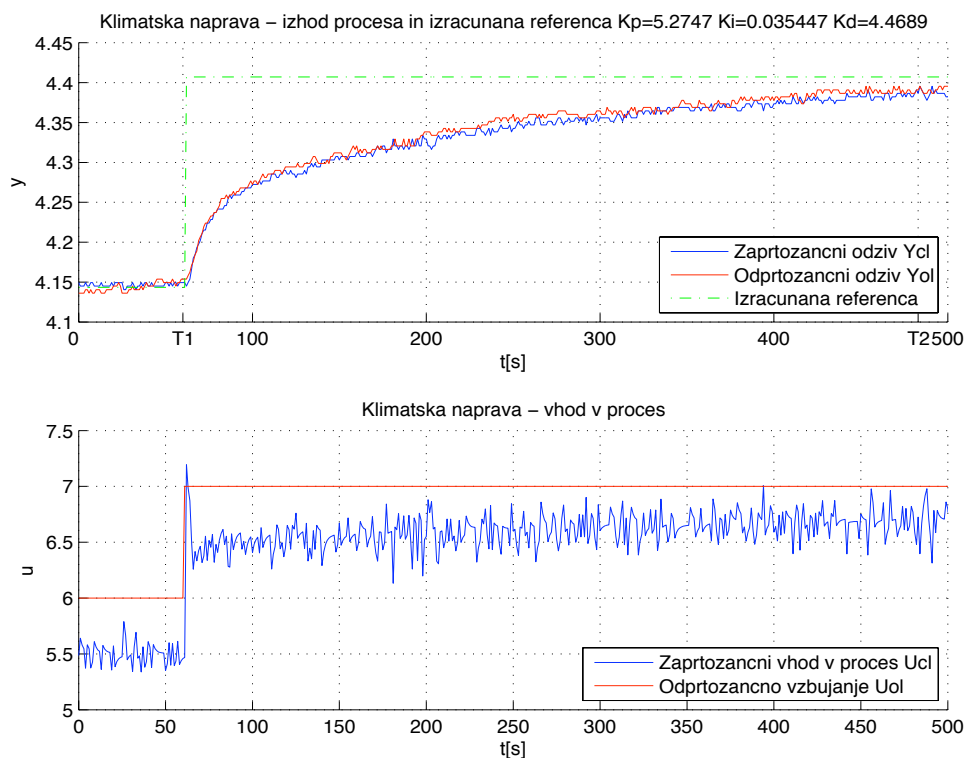 Klimatska naprava – izhod procesa in izracunana referenca Kp=5.2747 Ki=0.035447 Kd=4.4689
4.45
4.4
4.35
4.3
4.25
4.2
4.15
4.1
y
Zaprtozancni odziv Ycl
Odprtozancni odziv Yol
Izracunana referenca
0 T1 100 200 300 400 T2500
t[s]
Klimatska naprava – vhod v proces
7.5
7
6.5
6
5.5
5
u
Zaprtozancni vhod v proces Ucl
Odprtozancno vzbujanje Uol
0 50 100 150 200 250 300 350 400 450 500
t[s]